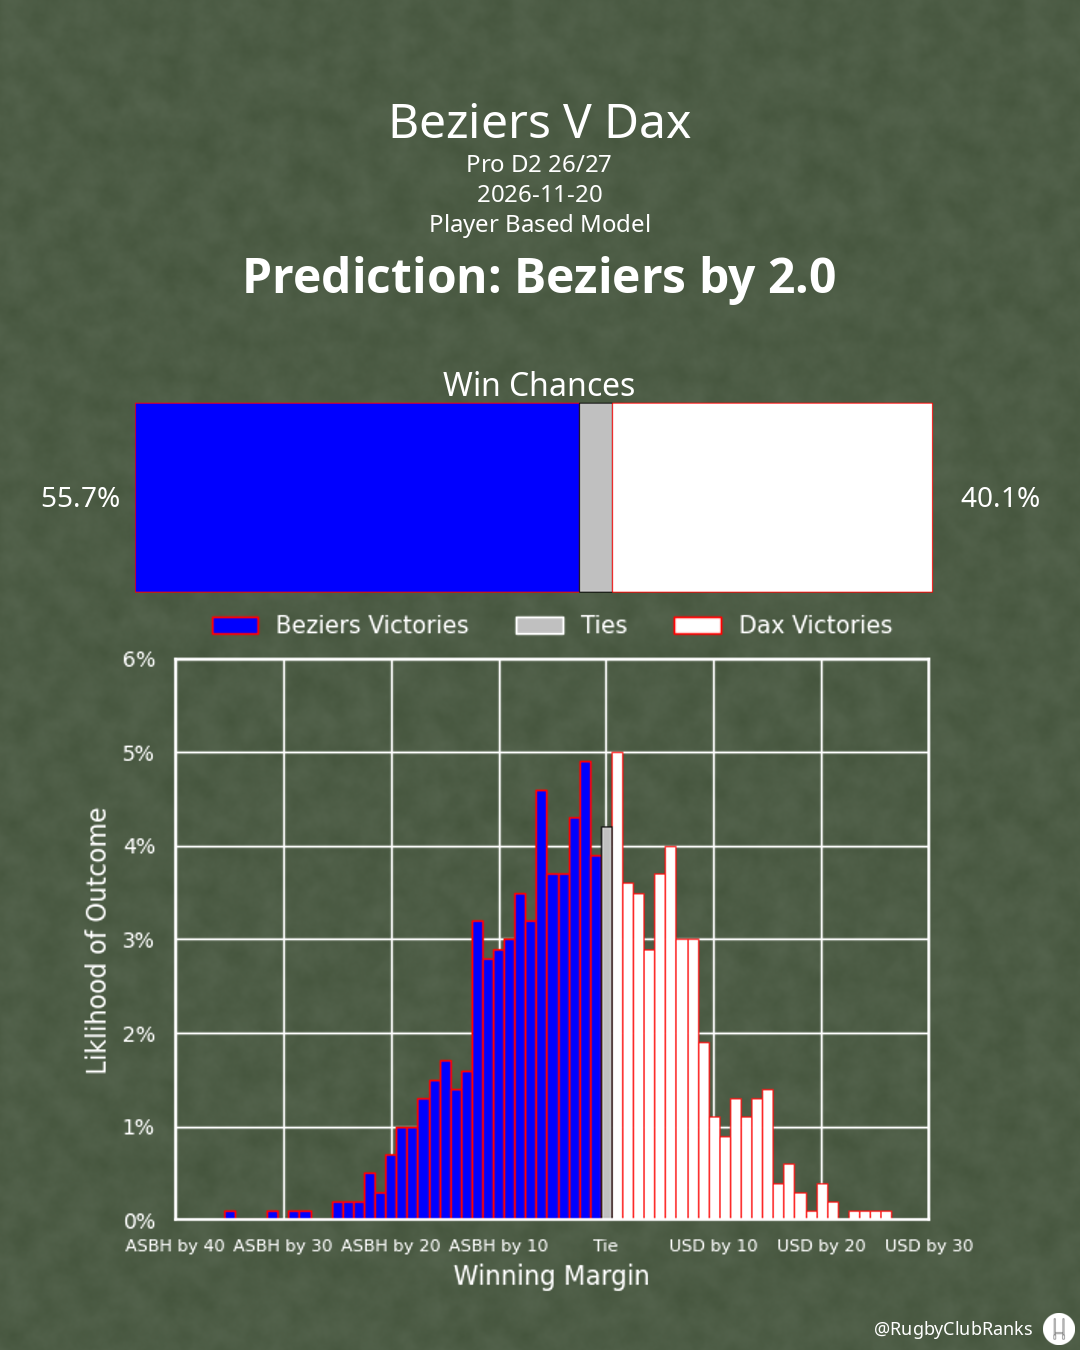 Beziers V Dax
Pro D2 26/27
2026-11-20
Player Based Model
Prediction: Beziers by 2.0
Win Chances
55.7%
40.1%
Beziers Victories
Ties
Dax Victories
6%
5%
4%
3%
2%
1%
0%
Liklihood of Outcome
ASBH by 40
ASBH by 30
ASBH by 20
ASBH by 10
Tie
USD by 10
USD by 20
USD by 30
Winning Margin
@RugbyClubRanks